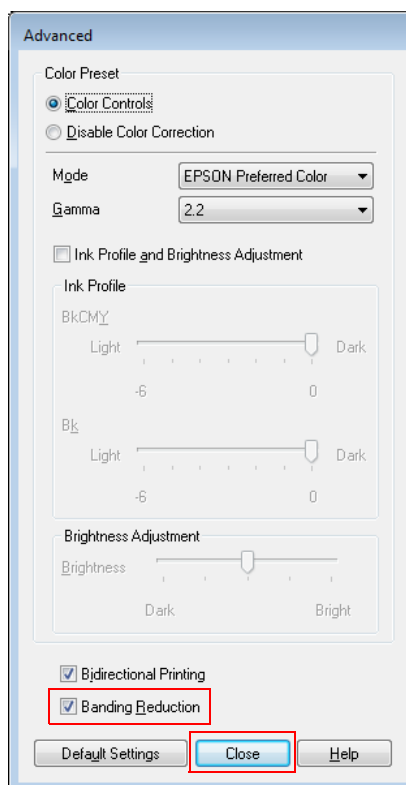 Advanced
Color Preset
Color Controls
Disable Color Correction
Mode EPSON Preferred Color
Gamma 2.2
Ink Profile and Brightness Adjustment
Ink Profile
BkCMY
Light Dark
-6 0
Bk
Light Dark
-6 0
Brightness Adjustment
Brightness
Dark Bright
Bidirectional Printing
Banding Reduction
Default Settings Close Help